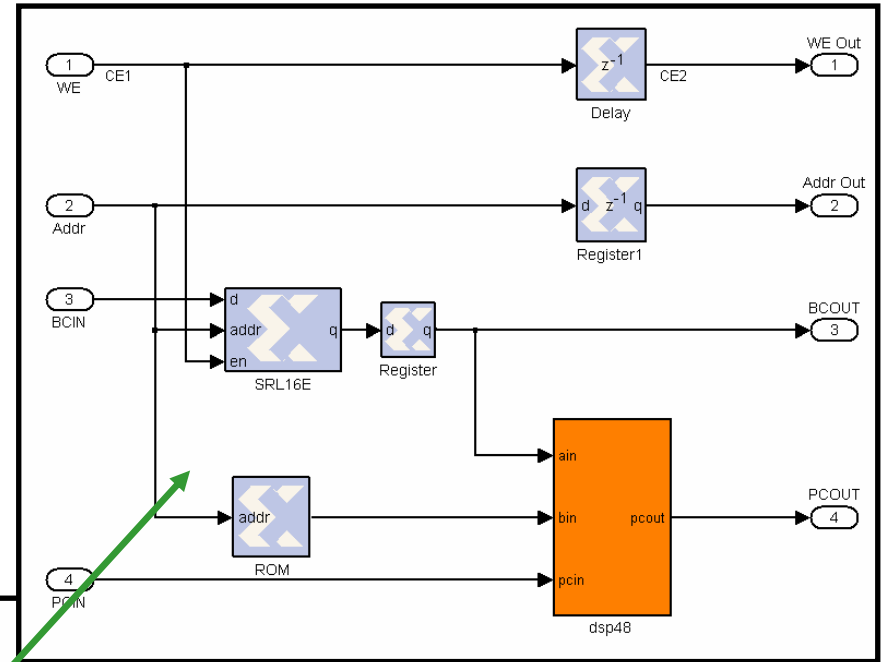 WE Out
1
WE
CE1
z-1
CE2
1
Delay
Addr Out
2
Addr
d z-1 q
2
Register1
3
BCIN
d
addr
en
q
SRL16E
d q
Register
BCOUT
3
addr
ROM
ain
bin
pcin
pcout
dsp48
PCOUT
4
4
PCIN